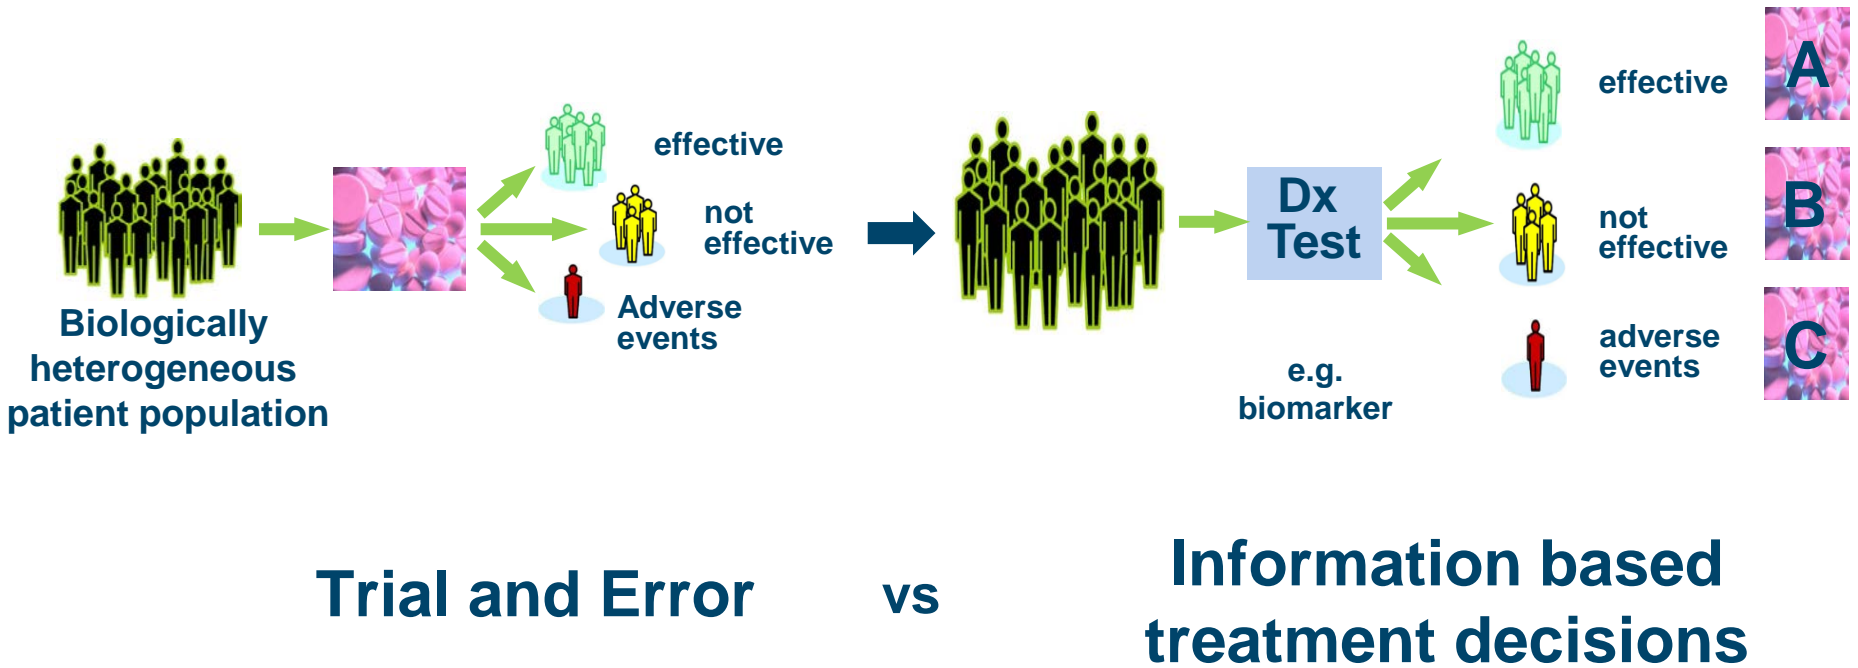 effective
not
effective
Adverse
events
Biologically
heterogeneous
patient population
Dx
Test
e.g.
biomarker
effective
A
not
effective
B
adverse
events
C
Trial and Error
vs
Information based
treatment decisions